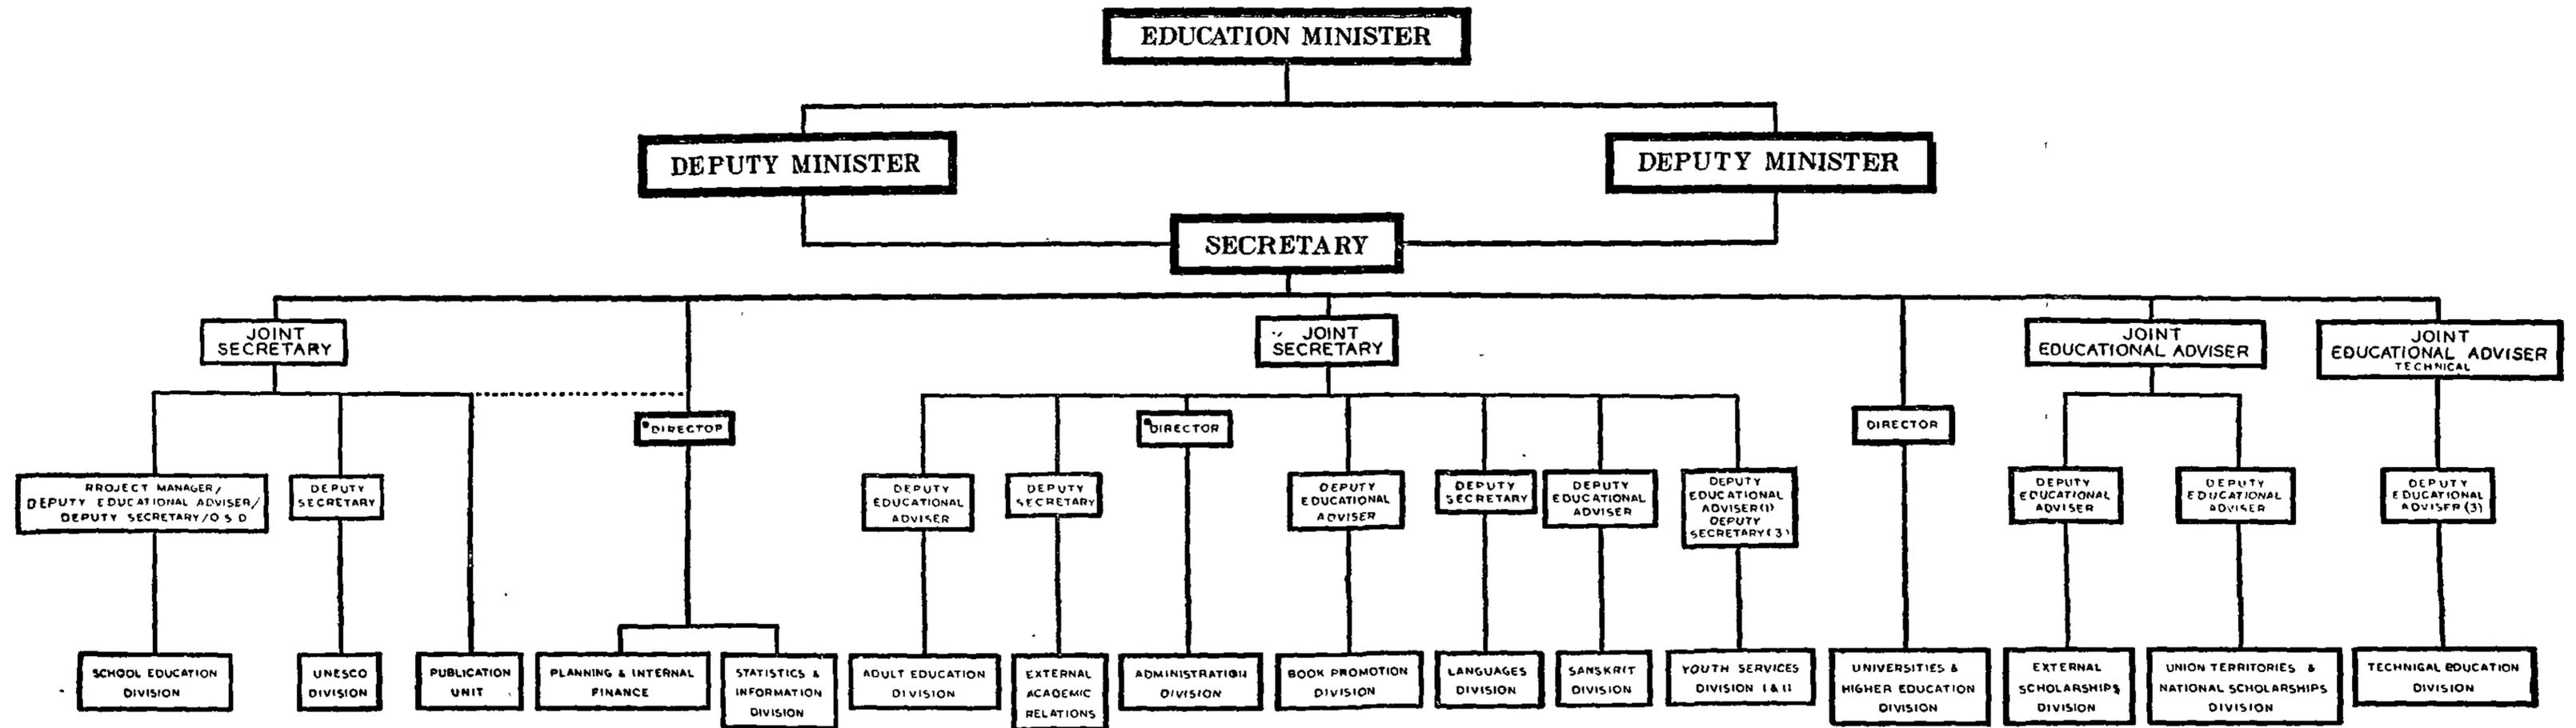 EDUCATION MINISTER
DEPUTY MINISTER
DEPUTY MINISTER
SECRETARY
JOINT
SECRETARY
JOINT
SECRETARY
JOINT
EDUCATIONAL ADVISER
JOINT
EDUCATIONAL ADVISER
TECHNICAL
*DIRECTOR
*DIRECTOR
DIRECTOR
RROJECT MANAGER/
DEPUTY EDUCATIONAL ADVISER/
DEPUTY SECRETARY/O S D
DEPUTY
SECRETARY
DEPUTY
EDUCATIONAL
ADVISER
DEPUTY
SECRETARY
DEPUTY
EDUCATIONAL
ADVISER
DEPUTY
SECRETARY
DEPUTY
EDUCATIONAL
ADVISER
DEPUTY
EDUCATIONAL
ADVISER(1)
DEPUTY
SECRETARY(3)
DEPUTY
EDUCATIONAL
ADVISER
DEPUTY
EDUCATIONAL
ADVISER
DEPUTY
EDUCATIONAL
ADVISER(3)
SCHOOL EDUCATION
DIVISION
UNESCO
DIVISION
PUBLICATION
UNIT
PLANNING & INTERNAL
FINANCE
STATISTICS &
INFORMATION
DIVISION
ADULT EDUCATION
DIVISION
EXTERNAL
ACADEMIC
RELATIONS
ADMINISTRATION
DIVISION
BOOK PROMOTION
DIVISION
LANGUAGES
DIVISION
SANSKRIT
DIVISION
YOUTH SERVICES
DIVISION I & II
UNIVERSITIES &
HIGHER EDUCATION
DIVISION
EXTERNAL
SCHOLARSHIPS
DIVISION
UNION TERRITORIES &
NATIONAL SCHOLARSHIPS
DIVISION
TECHNICAL EDUCATION
DIVISION